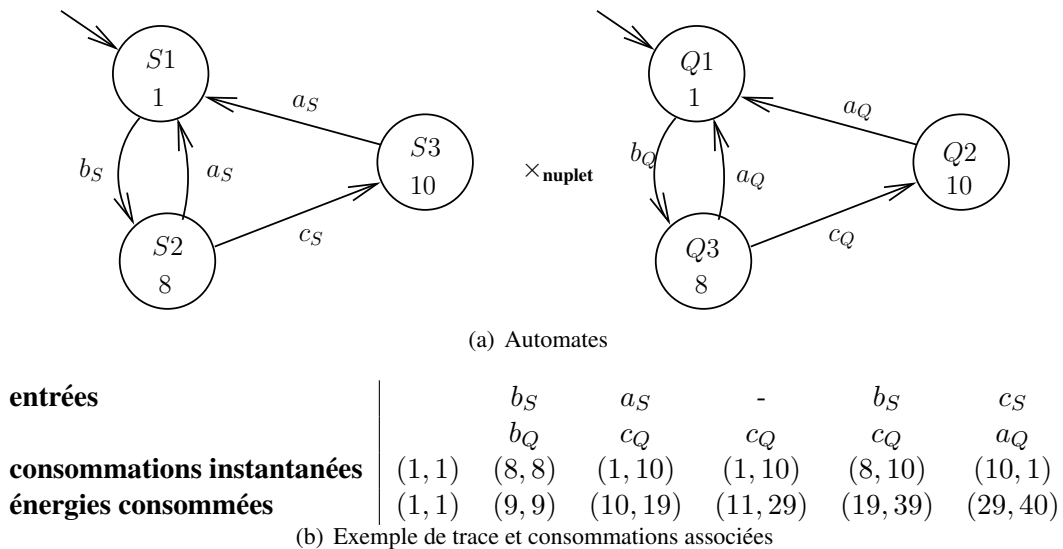 S1
1
Q1
1
a_S
a_Q
b_S
a_S
S3
10
×nuplet
b_Q
a_Q
Q2
10
S2
8
c_S
Q3
8
c_Q
(a) Automates
entrées b_S a_S - b_S c_S
b_Q c_Q c_Q c_Q a_Q
consommations instantanées (1, 1) (8, 8) (1, 10) (1, 10) (8, 10) (10, 1)
énergies consommées (1, 1) (9, 9) (10, 19) (11, 29) (19, 39) (29, 40)
(b) Exemple de trace et consommations associées